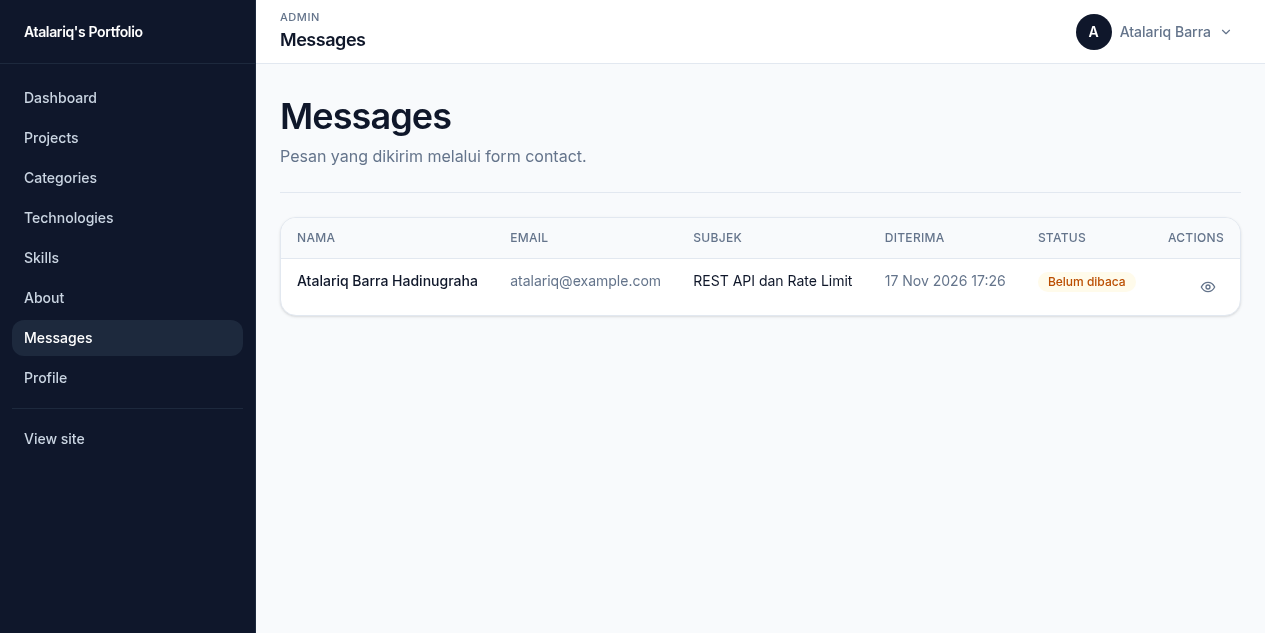 Atalariq's Portfolio
Dashboard
Projects
Categories
Technologies
Skills
About
Messages
Profile
View site
ADMIN
Messages
A Atalariq Barra
Messages
Pesan yang dikirim melalui form contact.
NAMA EMAIL SUBJEK DITERIMA STATUS ACTIONS
Atalariq Barra Hadinugraha atalariq@example.com REST API dan Rate Limit 17 Nov 2026 17:26 Belum dibaca